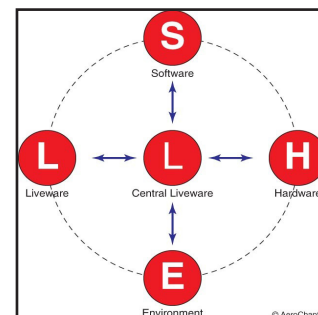 S
Software
L
L
H
Liveware
Central Liveware
Hardware
E
Environment